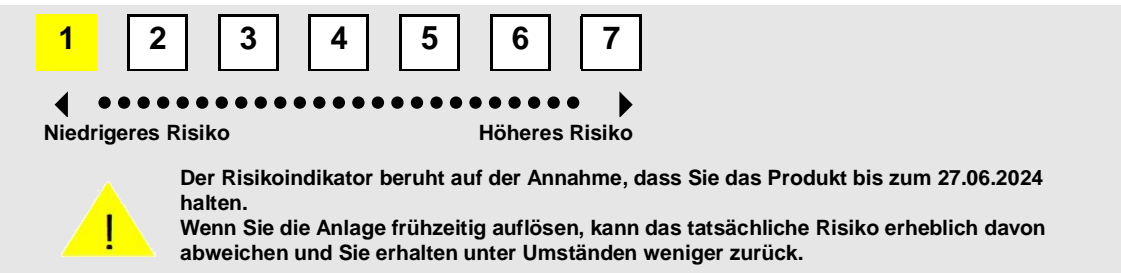 1 2 3 4 5 6 7
Niedrigeres Risiko Höheres Risiko
Der Risikoindikator beruht auf der Annahme, dass Sie das Produkt bis zum 27.06.2024
halten.
Wenn Sie die Anlage frühzeitig auflösen, kann das tatsächliche Risiko erheblich davon
abweichen und Sie erhalten unter Umständen weniger zurück.
!